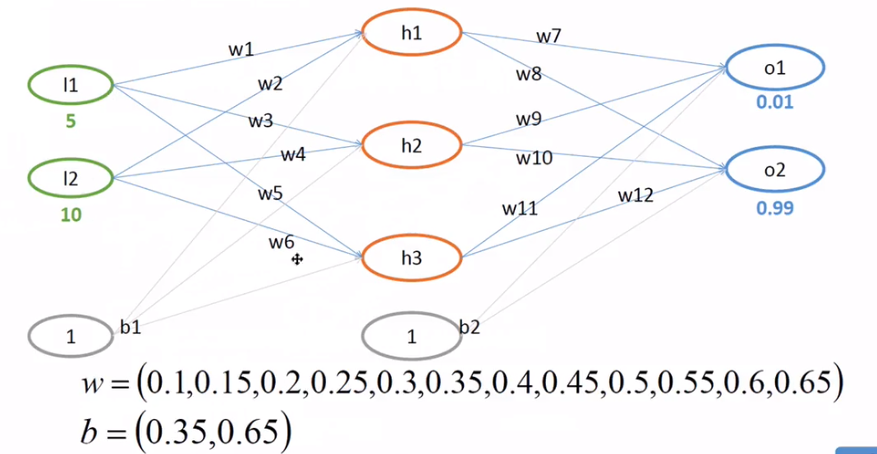 h1
w7
w1
w8
o1
l1
w2
0.01
5
w3
w9
h2
w4
w10
o2
l2
w5
w12
10
w11
0.99
w6
h3
1
b1
1
b2
w = (0.1,0.15,0.2,0.25,0.3,0.35,0.4,0.45,0.5,0.55,0.6,0.65)
b = (0.35,0.65)